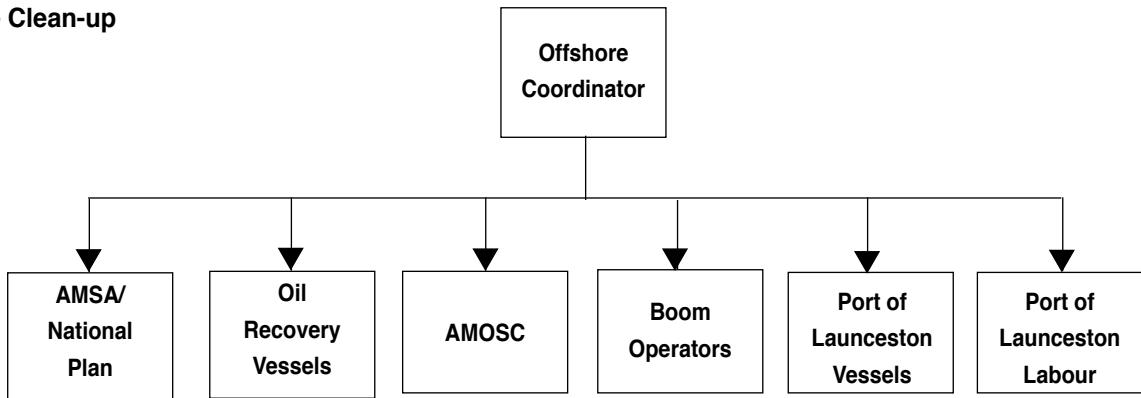 Clean-up
Offshore
Coordinator
AMSA/
National
Plan
Oil
Recovery
Vessels
AMOSC
Boom
Operators
Port of
Launceston
Vessels
Port of
Launceston
Labour